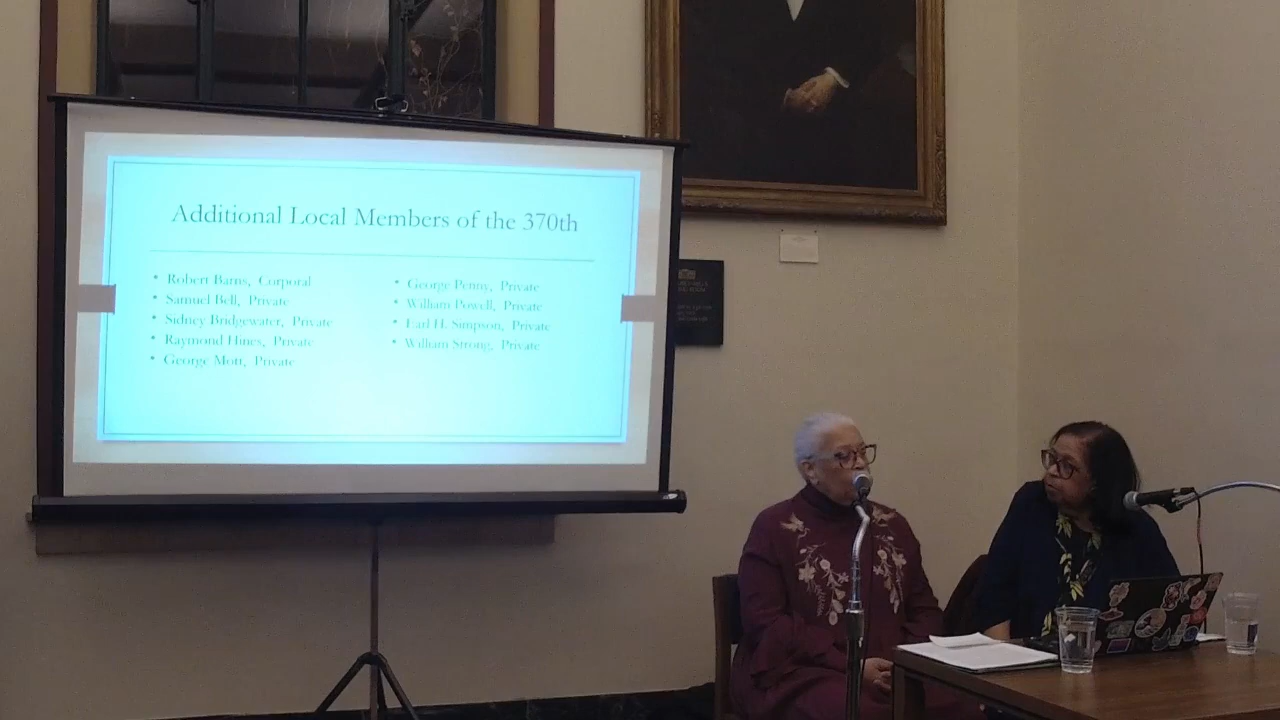 Additional Local Members of the 370th
Robert Barns, Corporal
Samuel Bell, Private
Sidney Bridgewater, Private
Raymond Hines, Private
George Mott, Private
George Penny, Private
William Powell, Private
Earl H. Simpson, Private
William Strong, Private